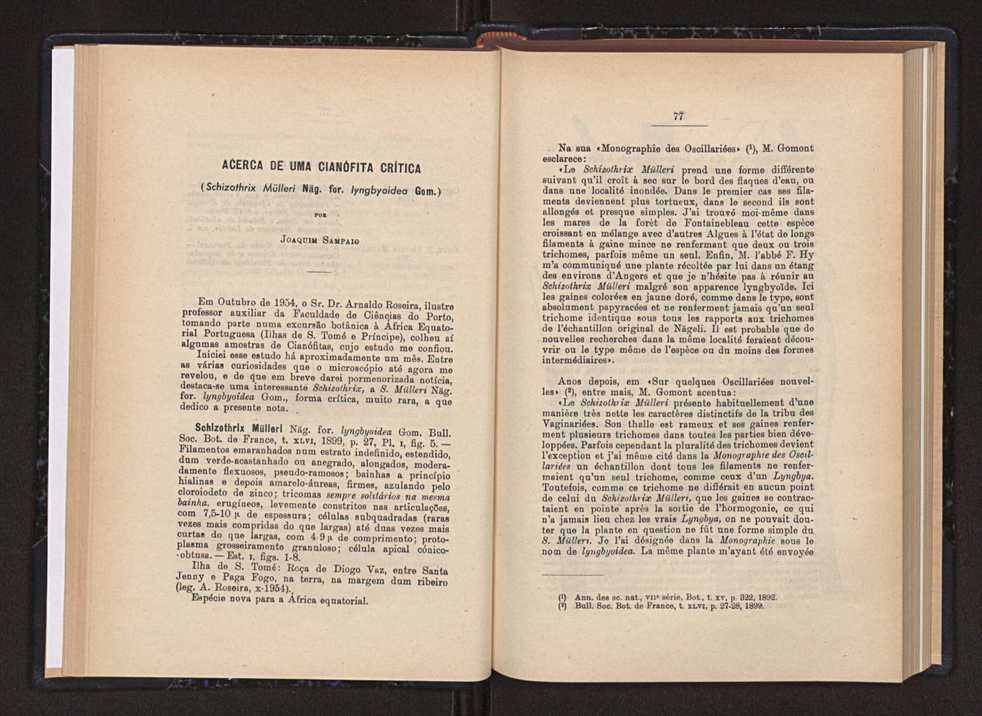 ACERCA DE UMA CIANÓFITA CRÍTICA
(Schizothrix Mülleri Näg. for. lyngbyoidea Gom.)
POR
JOAQUIM SAMPAIO
Em Outubro de 1954, o Sr. Dr. Arnaldo Roseira, ilustre
professor auxiliar da Faculdade de Ciências do Porto,
tomando parte numa excursão botânica à África Equato-
rial Portuguesa (Ilhas de S. Tomé e Príncipe), colheu aí
algumas amostras de Cianófitas, cujo estudo me confiou.
Iniciei esse estudo há aproximadamente um mês. Entre
as várias curiosidades que o microscópio até agora me
revelou, e de que em breve darei pormenorizada notícia,
destaca-se uma interessante Schizothrix, a S. Mülleri Näg.
for. lyngbyoidea Gom., forma crítica, muito rara, a que
dedico a presente nota.
Schizothrix Mülleri Näg. for. lyngbyoidea Gom. Bull.
Soc. Bot. de France, t. XLVI, 1899, p. 27, Pl. I, fig. 5. —
Filamentos emaranhados num estrato indefinido, estendido,
dum verde-acastanhado ou anegrado, alongados, modera-
damente flexuosos, pseudo-ramosos; bainhas a princípio
hialinas e depois amarelo-áureas, firmes, azulando pelo
cloroiodeto de zinco; tricomas sempre solitários na mesma
bainha, erugíneos, levemente constritos nas articulações,
com 7,5-10 µ de espessura; células subquadradas (raras
vezes mais compridas do que largas) até duas vezes mais
curtas do que largas, com 4-9 µ de comprimento; proto-
plasma grosseiramente granuloso; célula apical cónico-
-obtusa. — Est. I, figs. 1-8.
Ilha de S. Tomé: Roça de Diogo Vaz, entre Santa
Jenny e Paga Fogo, na terra, na margem dum ribeiro
(leg. A. Roseira, x-1954).
Espécie nova para a África equatorial.
77
Na sua «Monographie des Oscillariées» (¹), M. Gomont
esclarece:
«Le Schizothrix Mülleri prend une forme différente
suivant qu'il croît à sec sur le bord des flaques d'eau, ou
dans une localité inondée. Dans le premier cas ses fila-
ments deviennent plus tortueux, dans le second ils sont
allongés et presque simples. J'ai trouvé moi-même dans
les mares de la forêt de Fontainebleau cette espèce
croissant en mélange avec d'autres Algues à l'état de longs
filaments à gaine mince ne renfermant que deux ou trois
trichomes, parfois même un seul. Enfin, M. l'abbé F. Hy
m'a communiqué une plante récoltée par lui dans un étang
des environs d'Angers et que je n'hésite pas à réunir au
Schizothrix Mülleri malgré son apparence lyngbyoïde. Ici
les gaines colorées en jaune doré, comme dans le type, sont
absolument papyracées et ne renferment jamais qu'un seul
trichome identique sous tous les rapports aux trichomes
de l'échantillon original de Nägeli. Il est probable que de
nouvelles recherches dans la même localité feraient décou-
vrir ou le type même de l'espèce ou du moins des formes
intermédiaires».
Anos depois, em «Sur quelques Oscillariées nouvel-
les» (²), entre mais, M. Gomont acentua:
«Le Schizothrix Mülleri présente habituellement d'une
manière très nette les caractères distinctifs de la tribu des
Vaginariées. Son thalle est rameux et ses gaines renfer-
ment plusieurs trichomes dans toutes les parties bien déve-
loppées. Parfois cependant la pluralité des trichomes devient
l'exception et j'ai même cité dans la Monographie des Oscil-
lariées un échantillon dont tous les filaments ne renfer-
maient qu'un seul trichome, comme ceux d'un Lyngbya.
Toutefois, comme ce trichome ne différait en aucun point
de celui du Schizothrix Mülleri, que les gaines se contrac-
taient en pointe après la sortie de l'hormogonie, ce qui
n'a jamais lieu chez les vrais Lyngbya, on ne pouvait dou-
ter que la plante en question ne fût une forme simple du
S. Mülleri. Je l'ai désignée dans la Monographie sous le
nom de lyngbyoidea. La même plante m'ayant été envoyée
(¹) Ann. des sc. nat., VIIe série, Bot., t. XV, p. 322, 1892.
(²) Bull. Soc. Bot. de France, t. XLVI, p. 27-28, 1899.